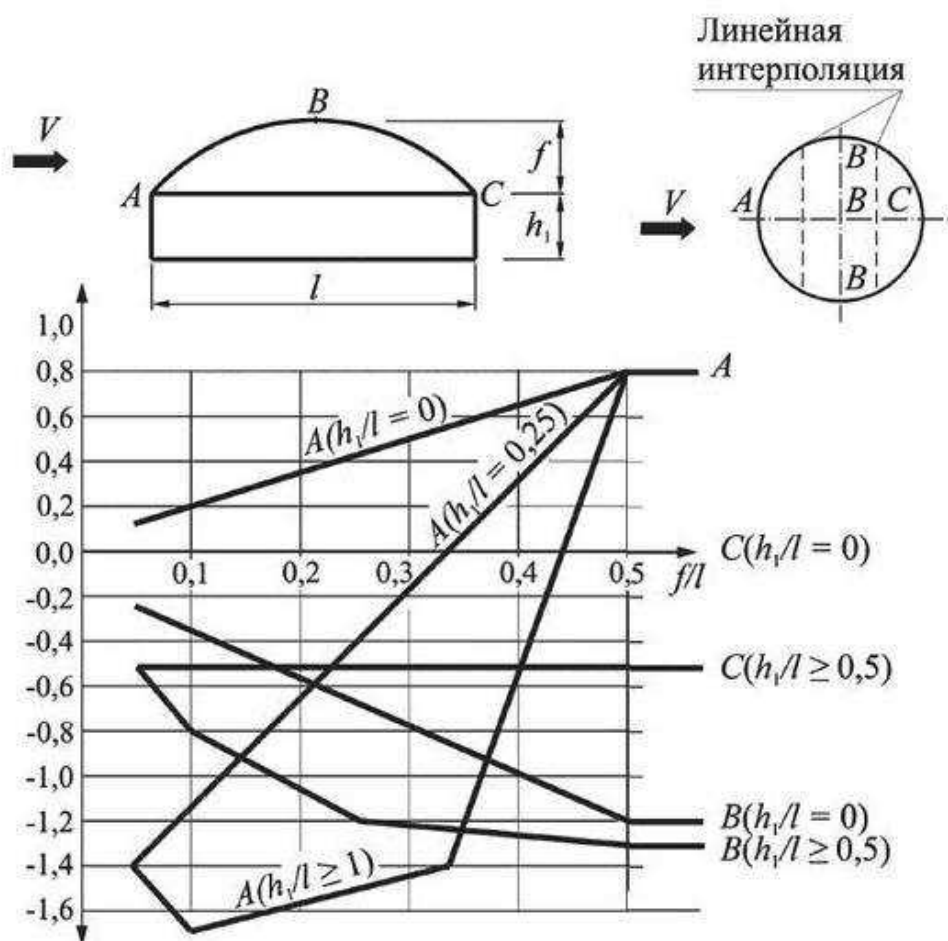 Линейная
интерполяция
B
V
f
A
C
h₁
l
V
A
B
B
C
B
1,0
0,8
A
0,6
A(h₁/l = 0)
0,4
A(h₁/l = 0,25)
0,2
0,0
C(h₁/l = 0)
0,1
0,2
0,3
0,4
0,5
f/l
-0,2
-0,4
C(h₁/l ≥ 0,5)
-0,6
-0,8
-1,0
-1,2
B(h₁/l = 0)
B(h₁/l ≥ 0,5)
-1,4
A(h₁/l ≥ 1)
-1,6